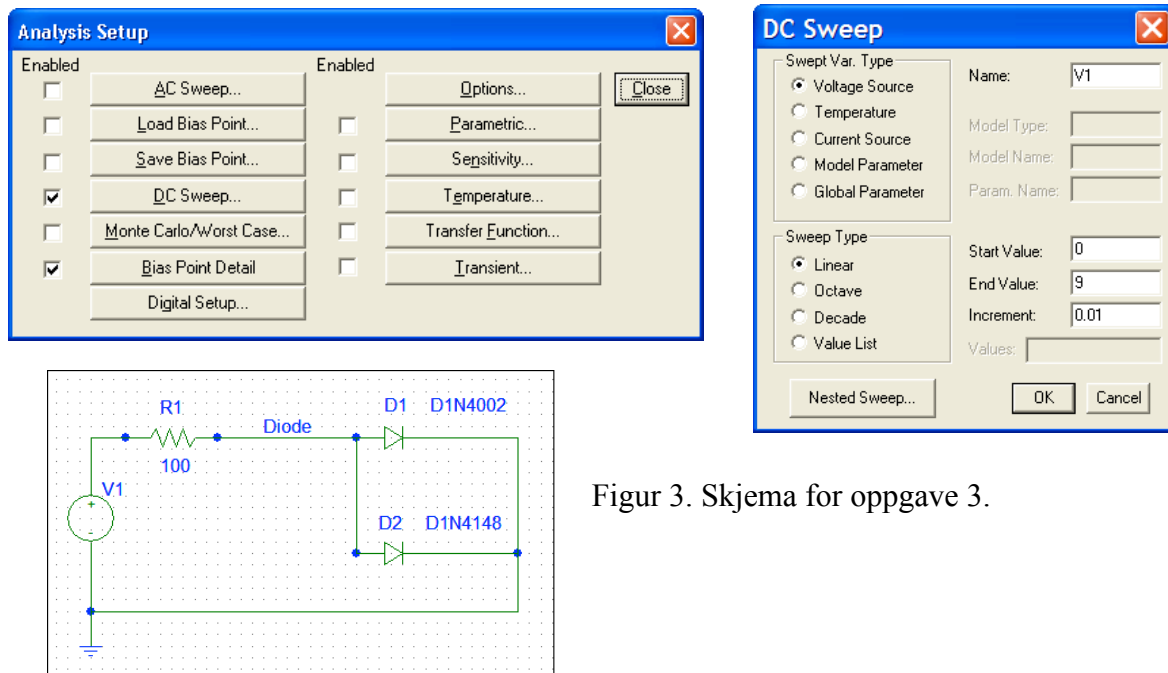 Analysis Setup
Enabled
Enabled
AC Sweep...
Options...
Close
Load Bias Point...
Parametric...
Save Bias Point...
Sensitivity...
DC Sweep...
Temperature...
Monte Carlo/Worst Case...
Transfer Function...
Bias Point Detail
Transient...
Digital Setup...
DC Sweep
Swept Var. Type
Voltage Source
Temperature
Current Source
Model Parameter
Global Parameter
Name: V1
Model Type:
Model Name:
Param. Name:
Sweep Type
Linear
Octave
Decade
Value List
Start Value: 0
End Value: 9
Increment: 0.01
Values:
Nested Sweep...
OK
Cancel
R1
100
Diode
D1 D1N4002
V1
+
-
D2 D1N4148
Figur 3. Skjema for oppgave 3.